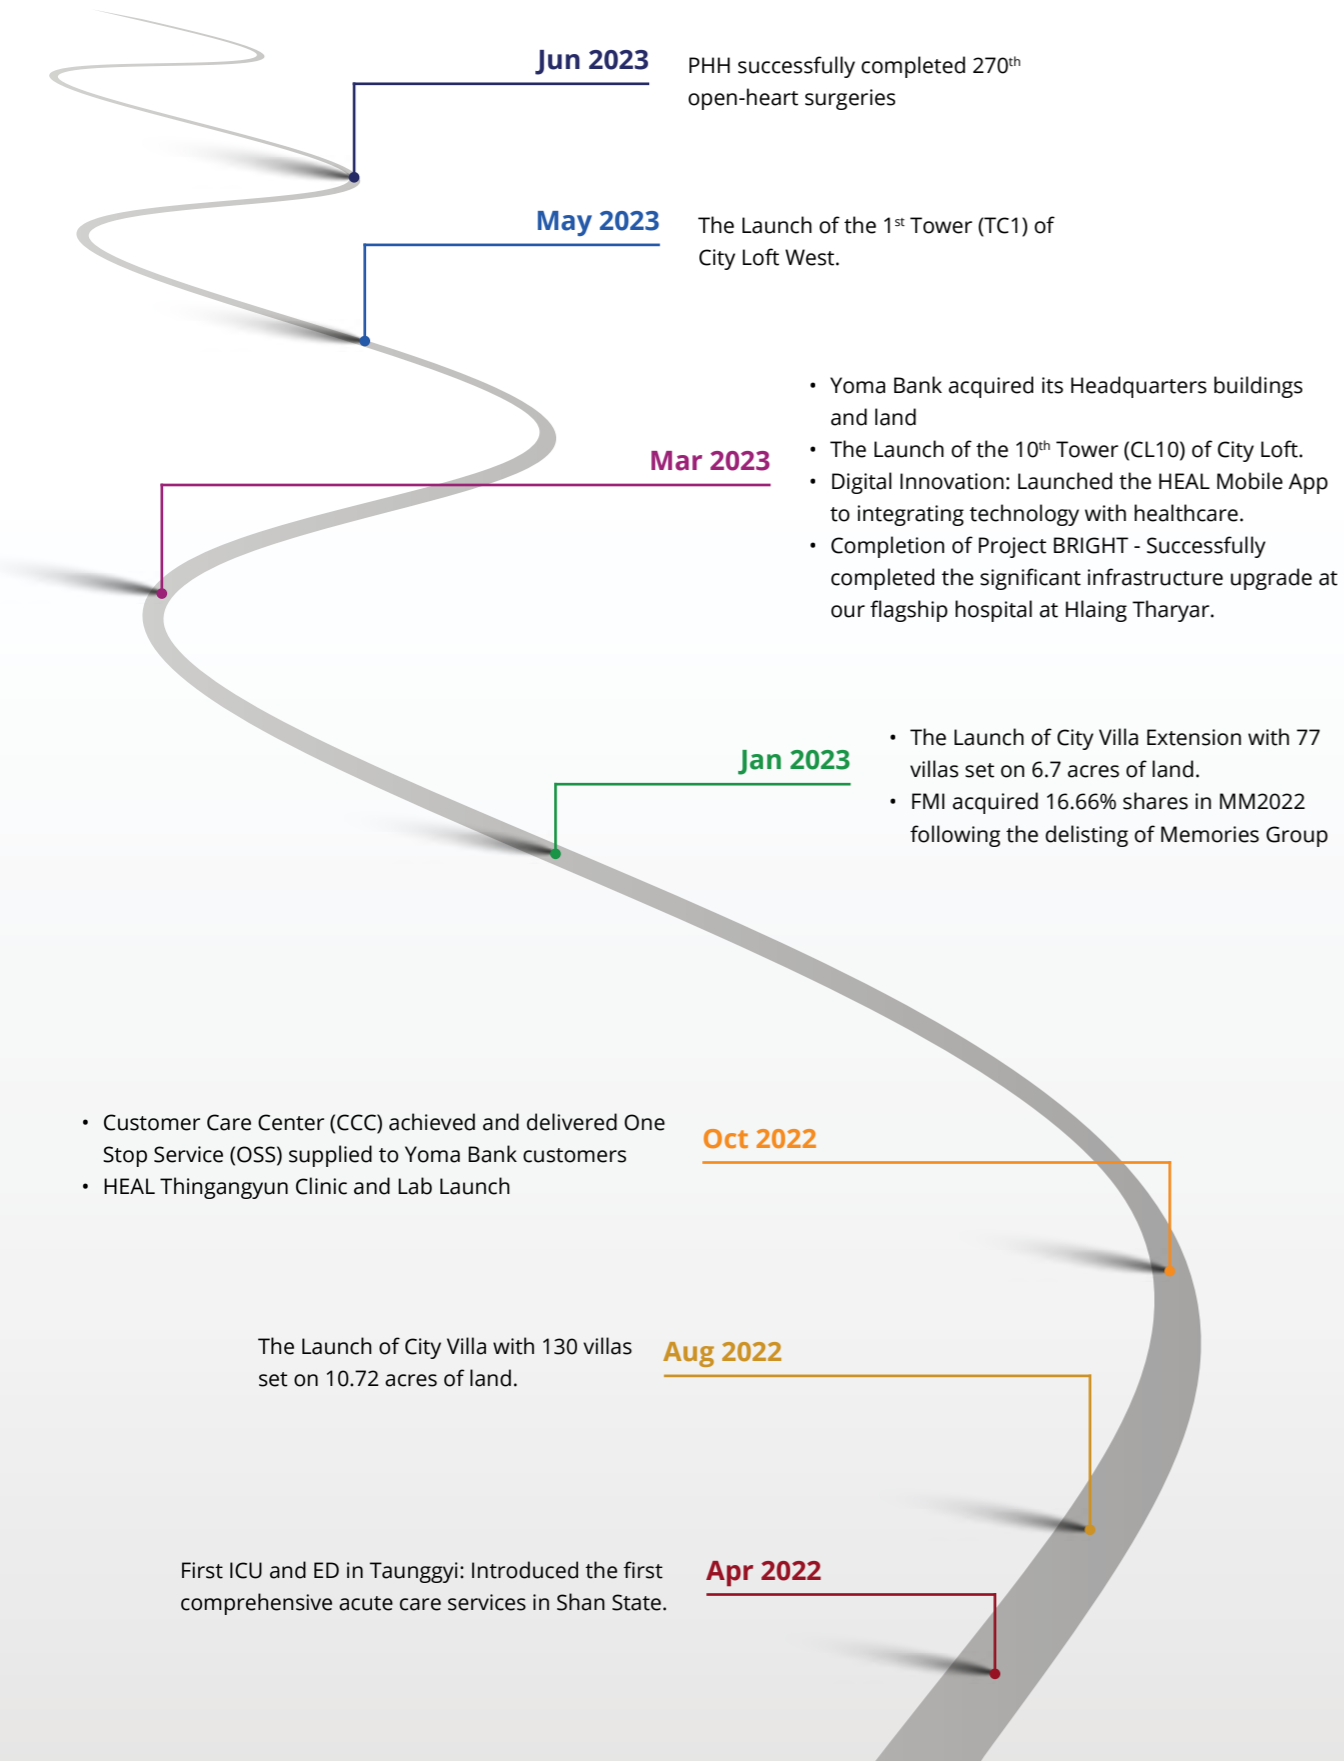 Jun 2023
PHH successfully completed 270th
open-heart surgeries
May 2023
The Launch of the 1st Tower (TC1) of
City Loft West.
Mar 2023
• Yoma Bank acquired its Headquarters buildings
and land
• The Launch of the 10th Tower (CL10) of City Loft.
• Digital Innovation: Launched the HEAL Mobile App
to integrating technology with healthcare.
• Completion of Project BRIGHT - Successfully
completed the significant infrastructure upgrade at
our flagship hospital at Hlaing Tharyar.
Jan 2023
• The Launch of City Villa Extension with 77
villas set on 6.7 acres of land.
• FMI acquired 16.66% shares in MM2022
following the delisting of Memories Group
• Customer Care Center (CCC) achieved and delivered One
Stop Service (OSS) supplied to Yoma Bank customers
• HEAL Thingangyun Clinic and Lab Launch
Oct 2022
The Launch of City Villa with 130 villas
set on 10.72 acres of land.
Aug 2022
First ICU and ED in Taunggyi: Introduced the first
comprehensive acute care services in Shan State.
Apr 2022